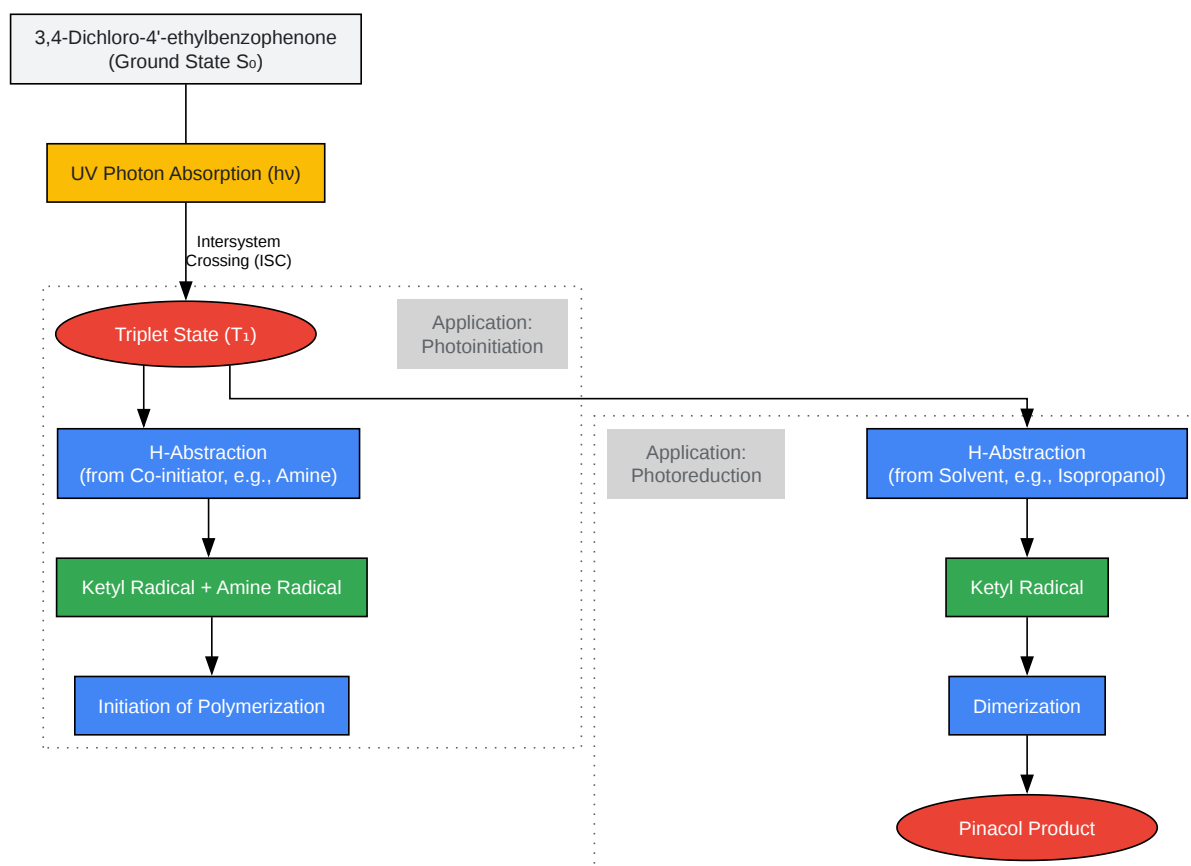 3,4-Dichloro-4'-ethylbenzophenone
(Ground State S₀)
UV Photon Absorption (hν)
Intersystem
Crossing (ISC)
Triplet State (T₁)
Application:
Photoinitiation
H-Abstraction
(from Co-initiator, e.g., Amine)
Ketyl Radical + Amine Radical
Initiation of Polymerization
Application:
Photoreduction
H-Abstraction
(from Solvent, e.g., Isopropanol)
Ketyl Radical
Dimerization
Pinacol Product